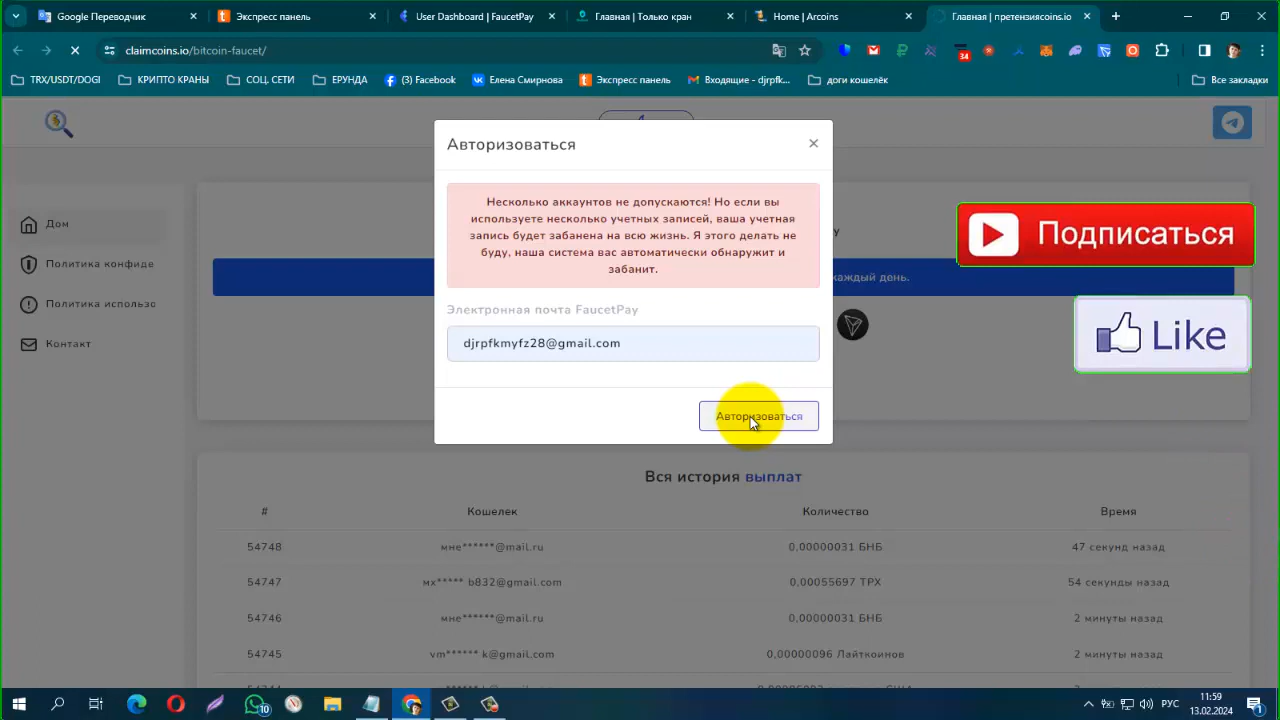 Google Переводчик
Экспресс панель
User Dashboard | FaucetPay
Главная | Только кран
Home | Arcoins
Главная | претензияcoins.io
claimcoins.io/bitcoin-faucet/
34
TRX/USDT/DOGI
КРИПТО КРАНЫ
СОЦ. СЕТИ
ЕРУНДА
(3) Facebook
Елена Смирнова
Экспресс панель
Входящие - djrpfk...
доги кошелёк
Все закладки
Авторизоваться
Несколько аккаунтов не допускаются! Но если вы
используете несколько учетных записей, ваша учетная
запись будет забанена на всю жизнь. Я этого делать не
буду, наша система вас автоматически обнаружит и
забанит.
Электронная почта FaucetPay
djrpfkmyfz28@gmail.com
Авторизоваться
Дом
Политика конфиде
Политика использо
Контакт
у
каждый день.
Подписаться
Like
Вся история выплат
# Кошелек Количество Время
54748 мне******@mail.ru 0,00000031 БНБ 47 секунд назад
54747 мх***** b832@gmail.com 0,00055697 ТРХ 54 секунды назад
54746 мне******@mail.ru 0,00000031 БНБ 2 минуты назад
54745 vm****** k@gmail.com 0,00000096 Лайткоинов 2 минуты назад
10
РУС
11:59
13.02.2024
1